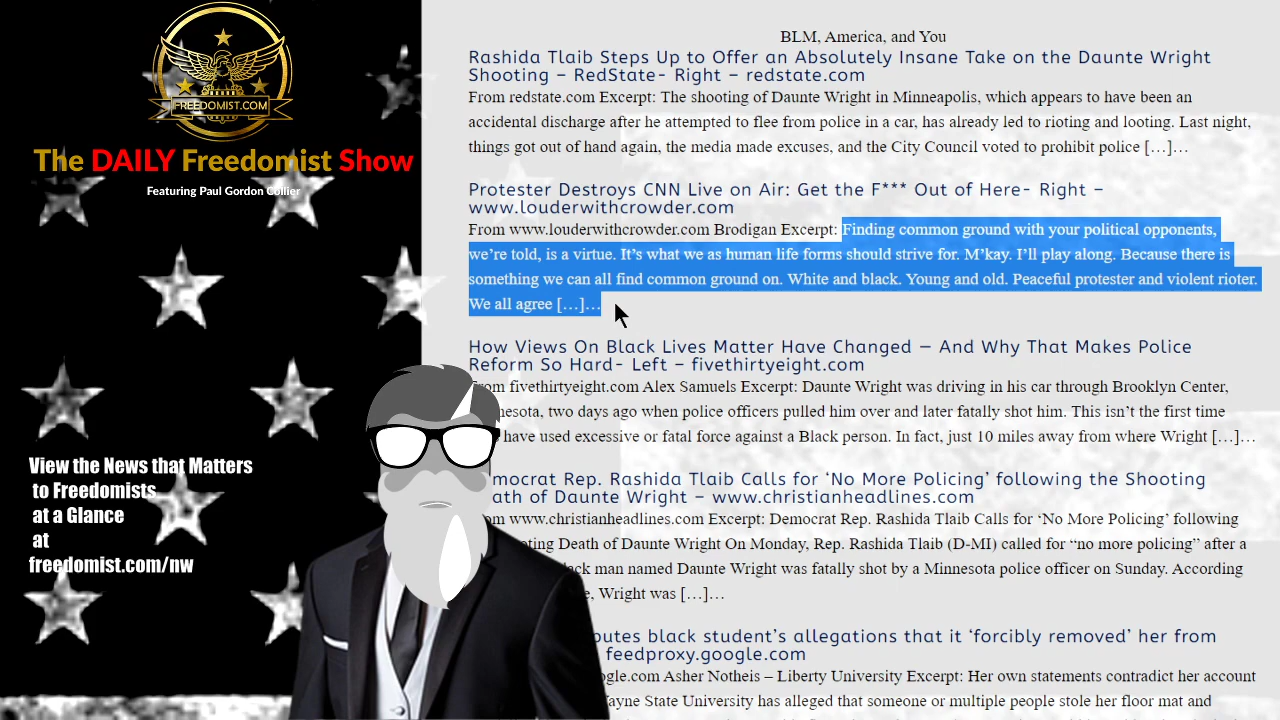 FREEDOMIST.COM
The DAILY Freedomist Show
Featuring Paul Gordon Collier
View the News that Matters
to Freedomists
at a Glance
at
freedomist.com/nw
BLM, America, and You
Rashida Tlaib Steps Up to Offer an Absolutely Insane Take on the Daunte Wright
Shooting – RedState- Right – redstate.com
From redstate.com Excerpt: The shooting of Daunte Wright in Minneapolis, which appears to have been an
accidental discharge after he attempted to flee from police in a car, has already led to rioting and looting. Last night,
things got out of hand again, the media made excuses, and the City Council voted to prohibit police […]…
Protester Destroys CNN Live on Air: Get the F*** Out of Here- Right –
www.louderwithcrowder.com
From www.louderwithcrowder.com Brodigan Excerpt: Finding common ground with your political opponents,
we're told, is a virtue. It's what we as human life forms should strive for. M'kay. I'll play along. Because there is
something we can all find common ground on. White and black. Young and old. Peaceful protester and violent rioter.
We all agree […]…
How Views On Black Lives Matter Have Changed — And Why That Makes Police
Reform So Hard- Left – fivethirtyeight.com
From fivethirtyeight.com Alex Samuels Excerpt: Daunte Wright was driving in his car through Brooklyn Center,
nesota, two days ago when police officers pulled him over and later fatally shot him. This isn't the first time
have used excessive or fatal force against a Black person. In fact, just 10 miles away from where Wright […]…
mocrat Rep. Rashida Tlaib Calls for 'No More Policing' following the Shooting
ath of Daunte Wright – www.christianheadlines.com
om www.christianheadlines.com Excerpt: Democrat Rep. Rashida Tlaib Calls for 'No More Policing' following
oting Death of Daunte Wright On Monday, Rep. Rashida Tlaib (D-MI) called for "no more policing" after a
ack man named Daunte Wright was fatally shot by a Minnesota police officer on Sunday. According
e, Wright was […]…
putes black student's allegations that it 'forcibly removed' her from
feedproxy.google.com
ogle.com Asher Notheis – Liberty University Excerpt: Her own statements contradict her account
ayne State University has alleged that someone or multiple people stole her floor mat and